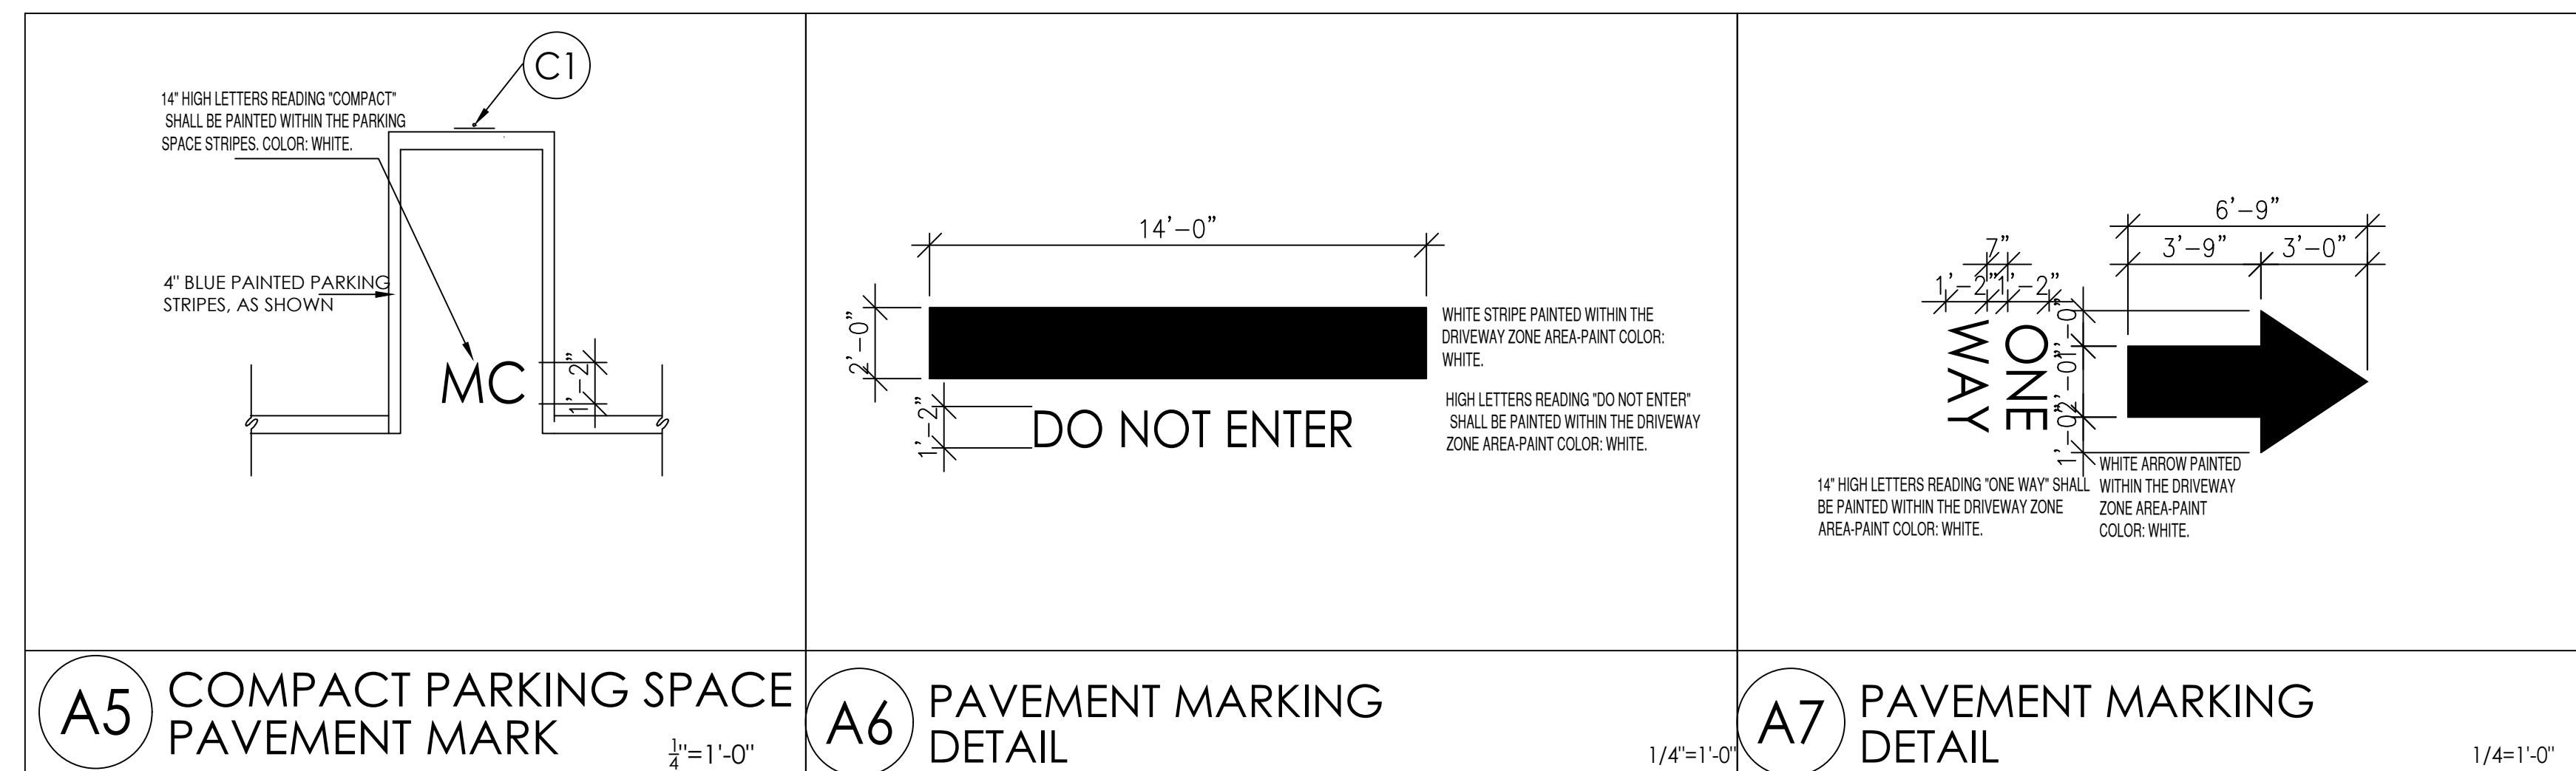 C1
14" HIGH LETTERS READING "COMPACT"
SHALL BE PAINTED WITHIN THE PARKING
SPACE STRIPES. COLOR: WHITE.
4" BLUE PAINTED PARKING
STRIPES, AS SHOWN
MC
1'-2"
A5
COMPACT PARKING SPACE
PAVEMENT MARK
1/4"=1'-0"
14'-0"
2'-0"
WHITE STRIPE PAINTED WITHIN THE
DRIVEWAY ZONE AREA-PAINT COLOR:
WHITE.
1'-2"
DO NOT ENTER
HIGH LETTERS READING "DO NOT ENTER"
SHALL BE PAINTED WITHIN THE DRIVEWAY
ZONE AREA-PAINT COLOR: WHITE.
A6
PAVEMENT MARKING
DETAIL
1/4"=1'-0"
6'-9"
3'-9" 3'-0"
7"
1'-2" 1'-2"
1'-0"
2'-0"
1'-0"
ONE
WAY
14" HIGH LETTERS READING "ONE WAY" SHALL
BE PAINTED WITHIN THE DRIVEWAY ZONE
AREA-PAINT COLOR: WHITE.
WHITE ARROW PAINTED
WITHIN THE DRIVEWAY
ZONE AREA-PAINT
COLOR: WHITE.
A7
PAVEMENT MARKING
DETAIL
1/4=1'-0"